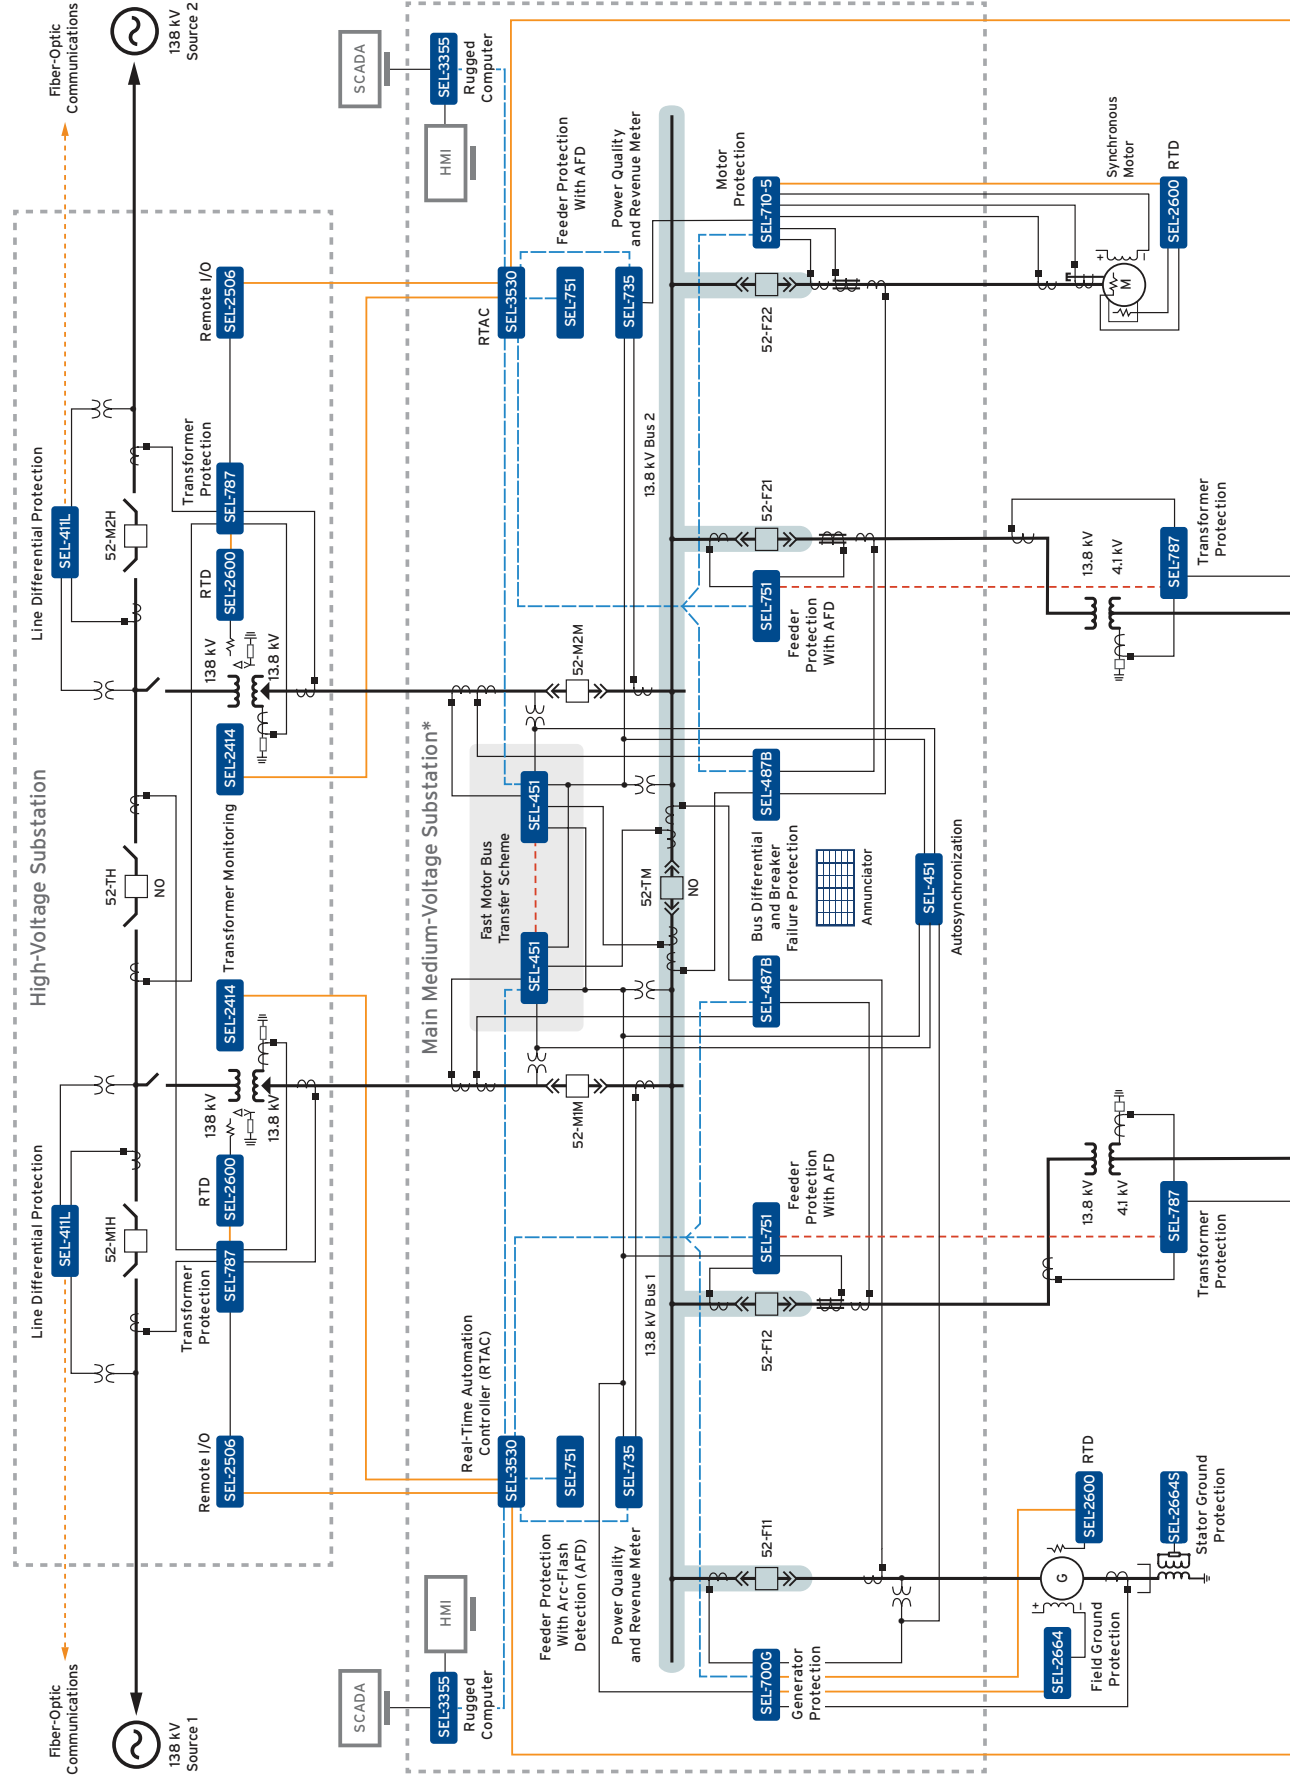 Fiber-Optic
Communications
Line Differential Protection
SEL-411L
High-Voltage Substation
Line Differential Protection
SEL-411L
Fiber-Optic
Communications
138 kV
Source 1
52-M1H
52-TH
NO
52-M2H
138 kV
Source 2
Remote I/O
SEL-2506
Transformer
Protection
SEL-787
RTD
SEL-2600
138 kV
13.8 kV
SEL-2414
Transformer Monitoring
SEL-2414
138 kV
13.8 kV
RTD
SEL-2600
Transformer
Protection
SEL-787
Remote I/O
SEL-2506
SCADA
SEL-3355
Rugged
Computer
HMI
Main Medium-Voltage Substation*
HMI
SCADA
SEL-3355
Rugged
Computer
Real-Time Automation
Controller (RTAC)
SEL-3530
Fast Motor Bus
Transfer Scheme
SEL-451
SEL-451
RTAC
SEL-3530
Feeder Protection
With Arc-Flash
Detection (AFD)
SEL-751
52-M1M
52-M2M
SEL-751
Feeder Protection
With AFD
Power Quality
and Revenue Meter
SEL-735
SEL-735
Power Quality
and Revenue Meter
13.8 kV Bus 1
52-TM
NO
13.8 kV Bus 2
SEL-700G
Generator
Protection
52-F11
52-F12
SEL-751
Feeder
Protection
With AFD
SEL-487B
Bus Differential
and Breaker
Failure Protection
SEL-487B
SEL-751
Feeder
Protection
With AFD
52-F21
52-F22
Motor
Protection
SEL-710-5
Annunciator
SEL-451
Autosynchronization
SEL-2664
Field Ground
Protection
+
–
G
RTD
SEL-2600
SEL-2664S
Stator Ground
Protection
13.8 kV
4.1 kV
SEL-787
Transformer
Protection
13.8 kV
4.1 kV
SEL-787
Transformer
Protection
M
+
–
Synchronous
Motor
SEL-2600
RTD